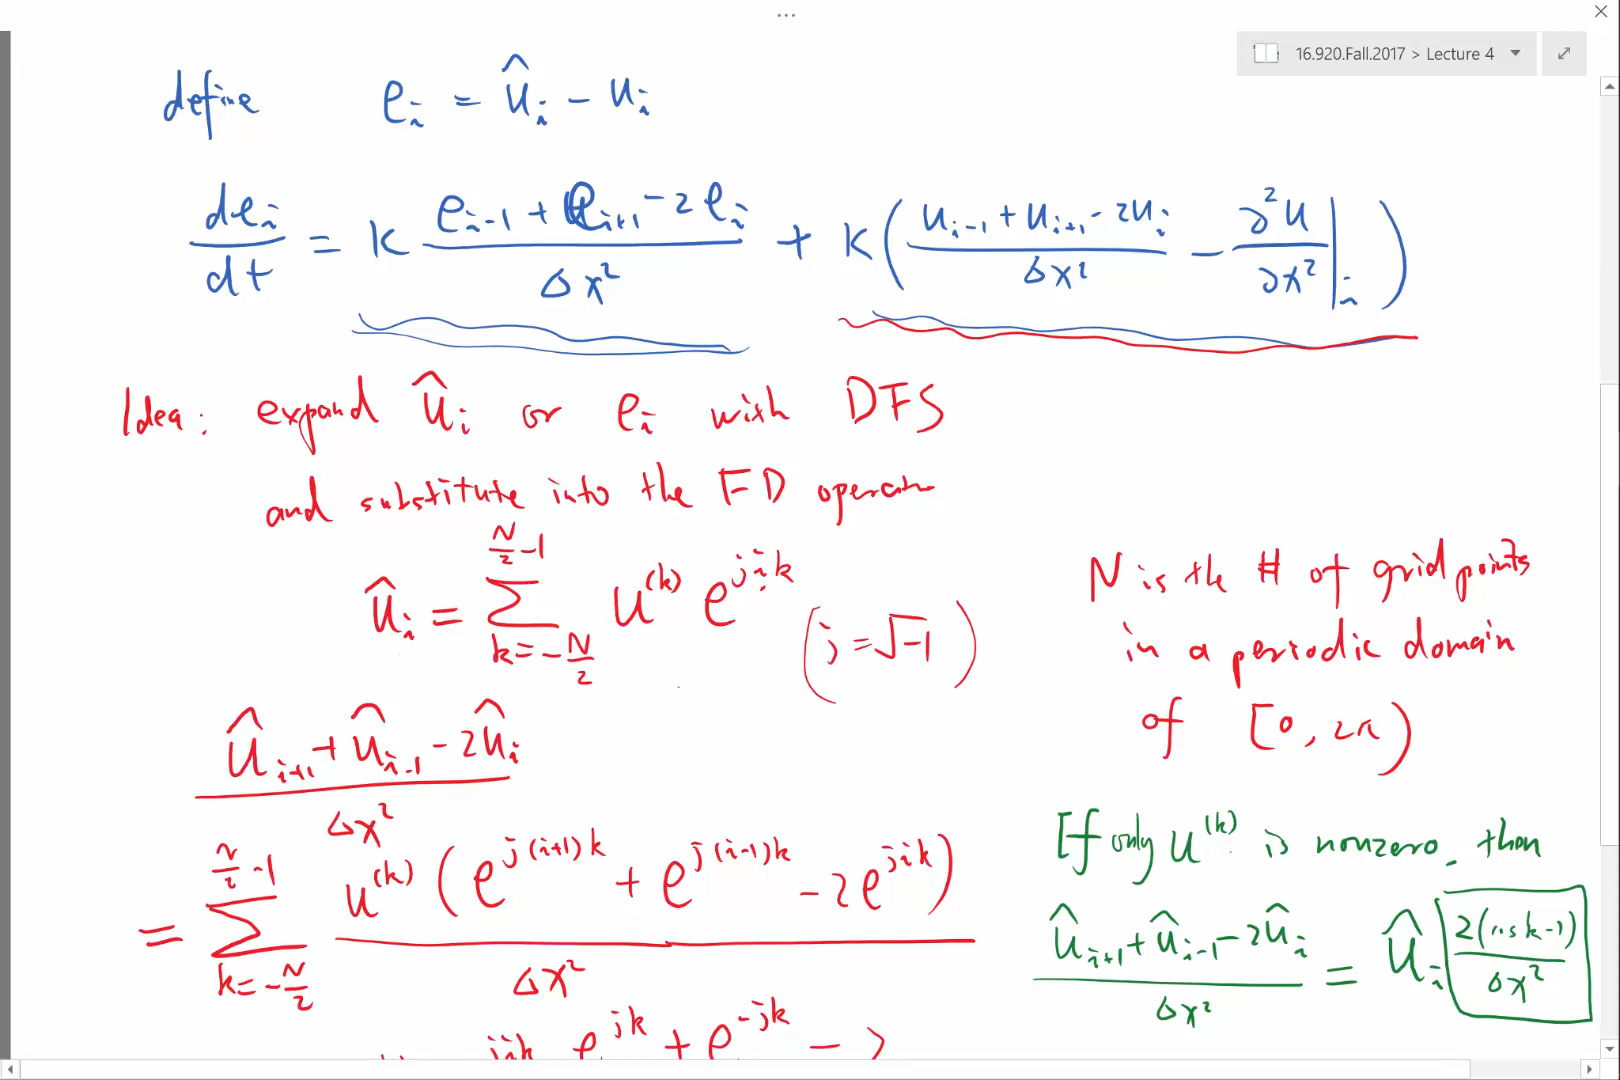 16.920.Fall.2017 > Lecture 4
define e_i = û_i - u_i
de_i/dt = K (e_{i-1} + e_{i+1} - 2e_i)/Δx² + K((u_{i-1} + u_{i+1} - 2u_i)/Δx² - ∂²u/∂x²|_i)
Idea: expand û_i or e_i with DFS
and substitute into the FD operator
û_i = Σ_{k=-N/2}^{N/2-1} u^{(k)} e^{jik} (j = √-1)
N is the # of grid points
in a periodic domain
of [0, 2π)
(û_{i+1} + û_{i-1} - 2û_i)/Δx²
= Σ_{k=-N/2}^{N/2-1} u^{(k)} (e^{j(i+1)k} + e^{j(i-1)k} - 2e^{jik})/Δx²
If only u^{(k)} is nonzero, then
(û_{i+1} + û_{i-1} - 2û_i)/Δx² = û_i 2(cos k - 1)/Δx²
e^{jk} + e^{-jk} -